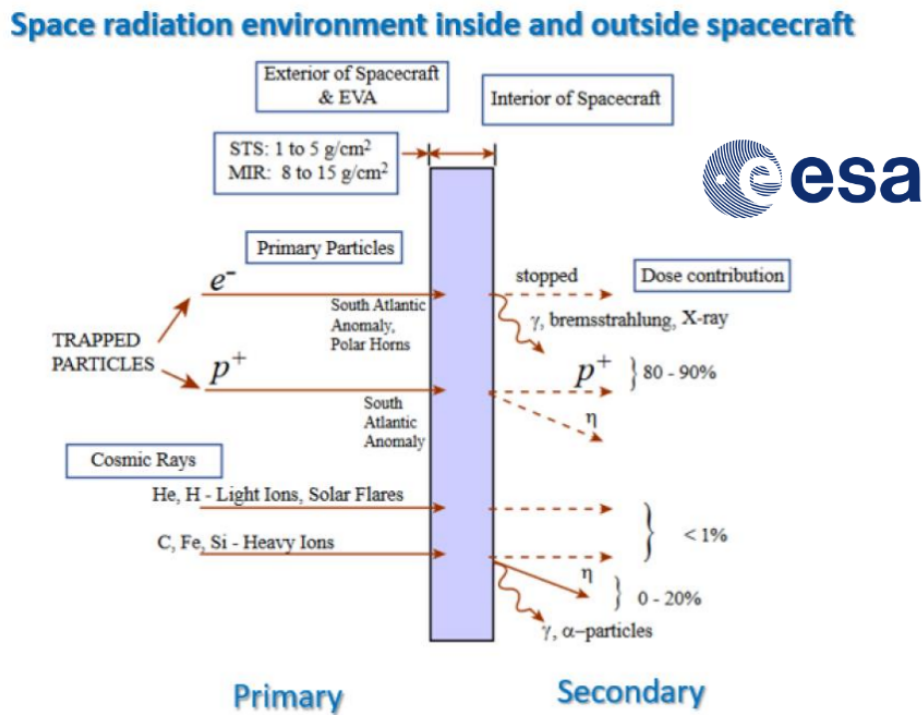 Space radiation environment inside and outside spacecraft
Exterior of Spacecraft
& EVA
Interior of Spacecraft
STS: 1 to 5 g/cm²
MIR: 8 to 15 g/cm²
esa
Primary Particles
e⁻
stopped
Dose contribution
South Atlantic
Anomaly,
Polar Horns
γ, bremsstrahlung, X-ray
TRAPPED
PARTICLES
p⁺
p⁺
} 80 - 90%
η
South
Atlantic
Anomaly
Cosmic Rays
He, H - Light Ions, Solar Flares
} < 1%
C, Fe, Si - Heavy Ions
η
} 0 - 20%
γ, α–particles
Primary
Secondary